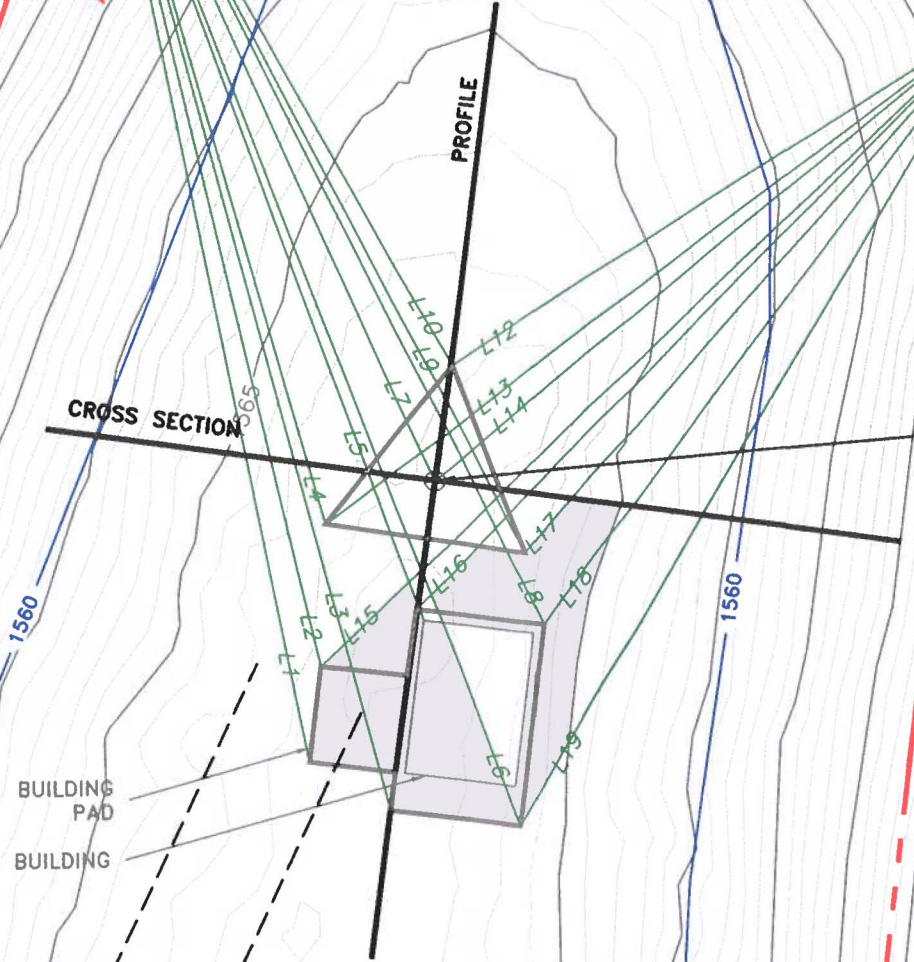 PROFILE
L10
L12
L9
L7
L13
L14
565
CROSS SECTION
L5
L4
L17
L16
L8
L18
1560
1560
L3
L15
L2
L1
L6
L19
BUILDING
PAD
BUILDING